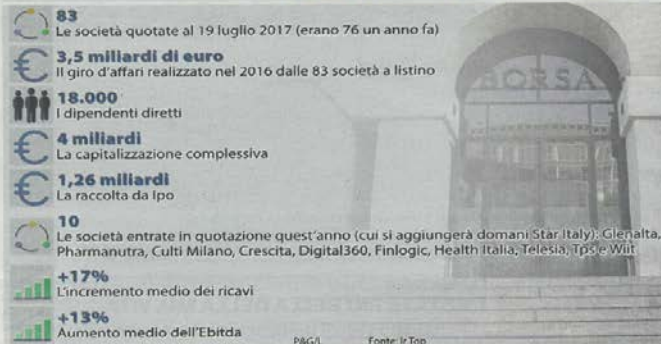 83
Le società quotate al 19 luglio 2017 (erano 76 un anno fa)
3,5 miliardi di euro
Il giro d'affari realizzato nel 2016 dalle 83 società a listino
18.000
I dipendenti diretti
4 miliardi
La capitalizzazione complessiva
1,26 miliardi
La raccolta da Ipo
10
Le società entrate in quotazione quest'anno (cui si aggiungerà domani Star Italy): Glenalta,
Pharmanutra, Culti Milano, Crescita, Digital360, Finlogic, Health Italia, Telesia, Tps e Wiit
+17%
L'incremento medio dei ricavi
+13%
Aumento medio dell'Ebitda
P&G/L Fonte: Ir Top
BORSA